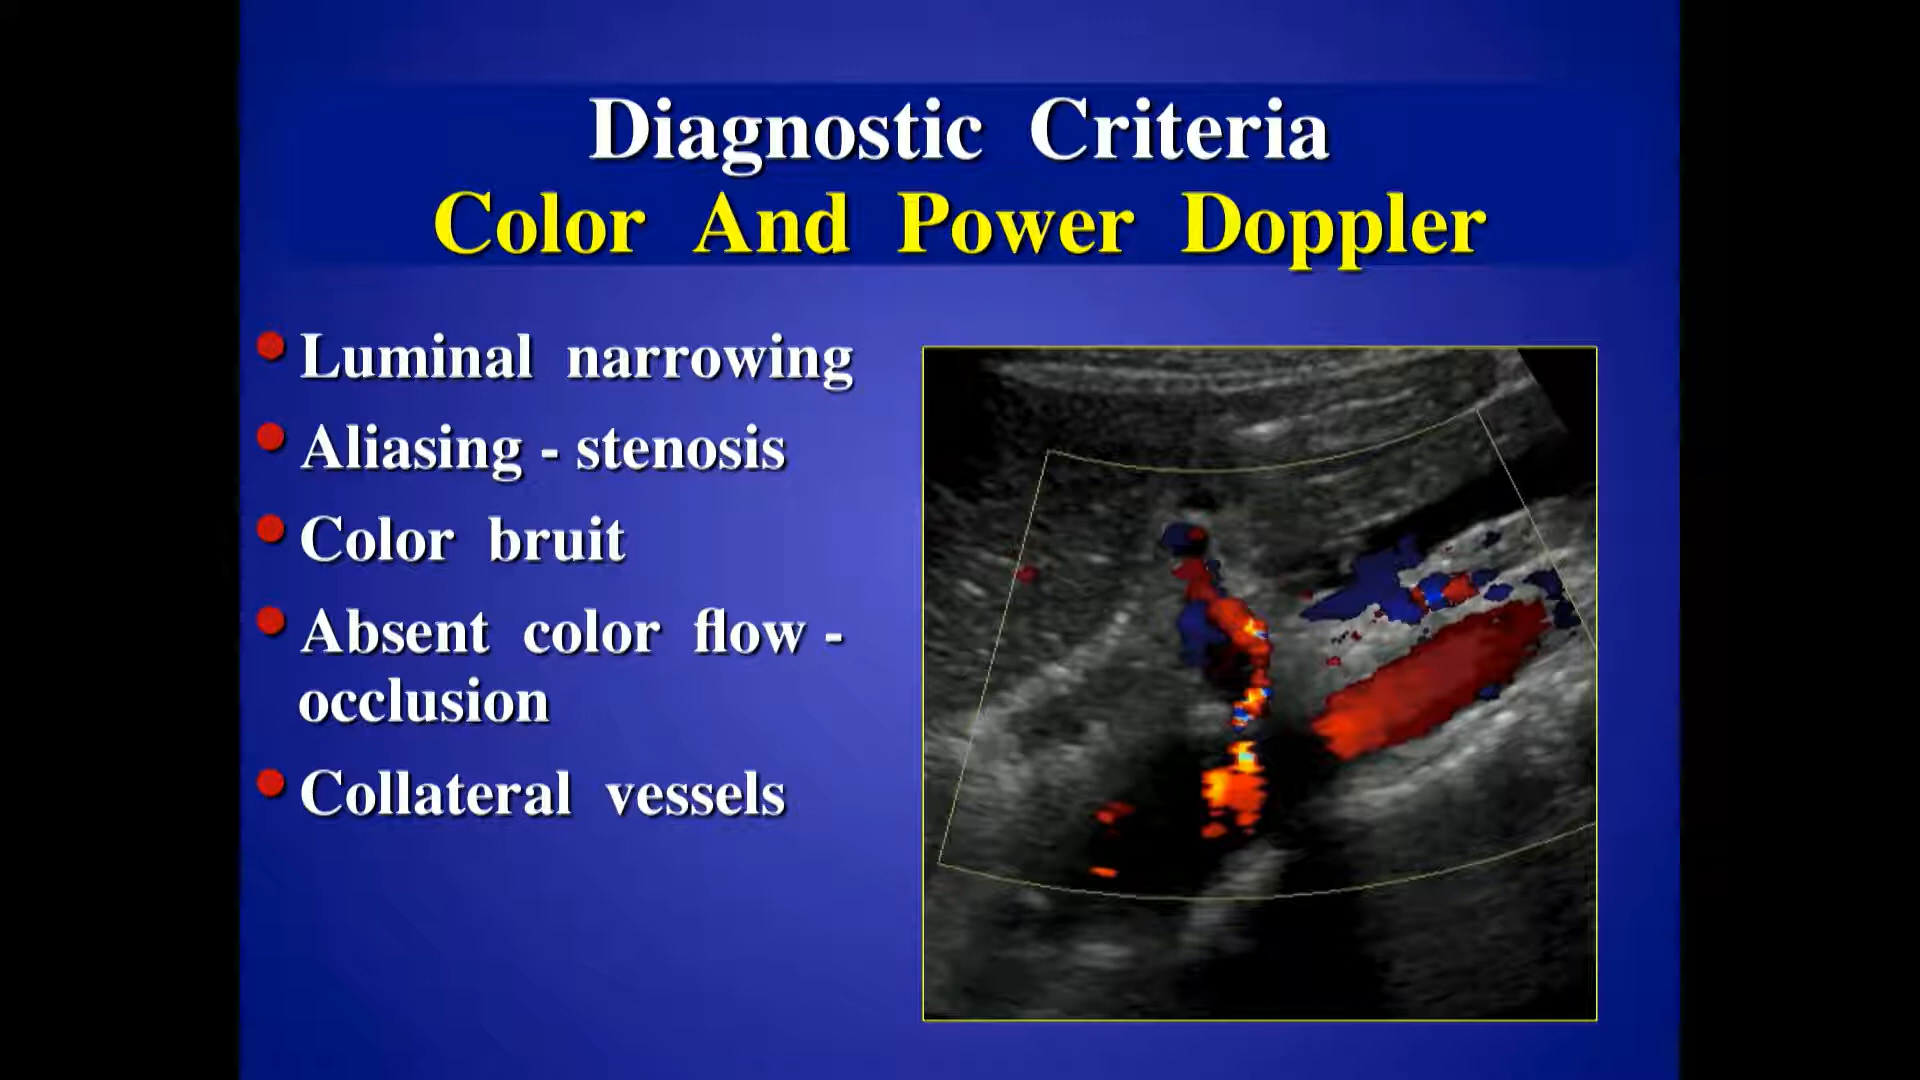 Diagnostic Criteria
Color And Power Doppler
Luminal narrowing
Aliasing - stenosis
Color bruit
Absent color flow -
occlusion
Collateral vessels